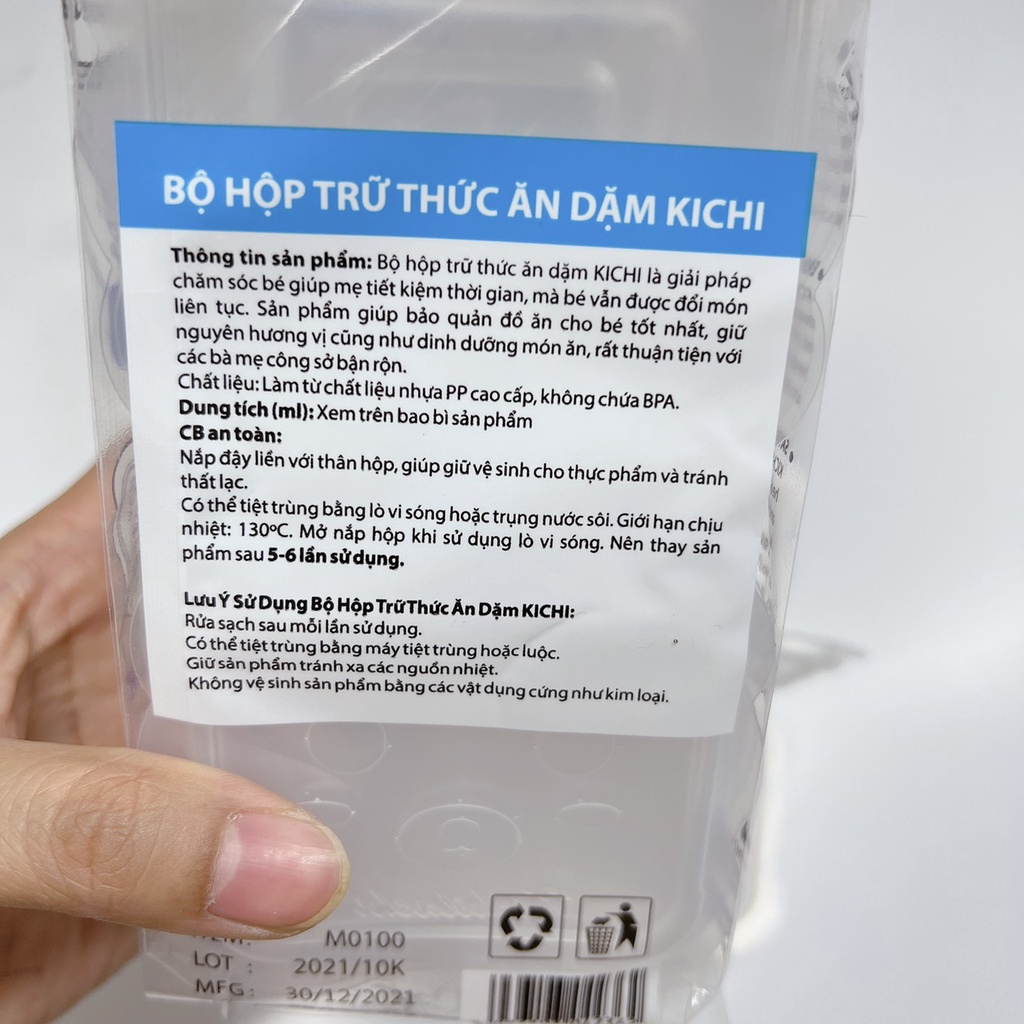 BỘ HỘP TRỮ THỨC ĂN DẶM KICHI
Thông tin sản phẩm: Bộ hộp trữ thức ăn dặm KICHI là giải pháp
chăm sóc bé giúp mẹ tiết kiệm thời gian, mà bé vẫn được đổi món
liên tục. Sản phẩm giúp bảo quản đồ ăn cho bé tốt nhất, giữ
nguyên hương vị cũng như dinh dưỡng món ăn, rất thuận tiện với
các bà mẹ công sở bận rộn.
Chất liệu: Làm từ chất liệu nhựa PP cao cấp, không chứa BPA.
Dung tích (ml): Xem trên bao bì sản phẩm
CB an toàn:
Nắp đậy liền với thân hộp, giúp giữ vệ sinh cho thực phẩm và tránh
thất lạc.
Có thể tiệt trùng bằng lò vi sóng hoặc trụng nước sôi. Giới hạn chịu
nhiệt: 130ºC. Mở nắp hộp khi sử dụng lò vi sóng. Nên thay sản
phẩm sau 5-6 lần sử dụng.
Lưu Ý Sử Dụng Bộ Hộp Trữ Thức Ăn Dặm KICHI:
Rửa sạch sau mỗi lần sử dụng.
Có thể tiệt trùng bằng máy tiệt trùng hoặc luộc.
Giữ sản phẩm tránh xa các nguồn nhiệt.
Không vệ sinh sản phẩm bằng các vật dụng cứng như kim loại.
M0100
LOT : 2021/10K
MFG : 30/12/2021